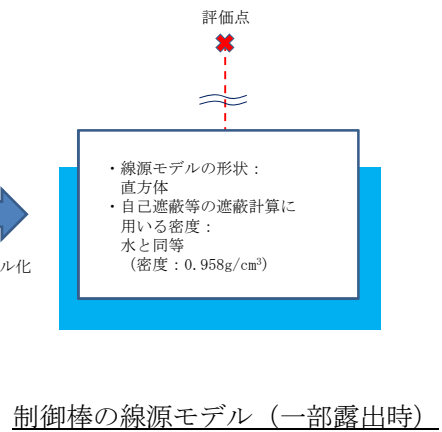 評価点
・線源モデルの形状：
直方体
・自己遮蔽等の遮蔽計算に
用いる密度：
水と同等
（密度：0.958g/cm³）
ル化
制御棒の線源モデル（一部露出時）